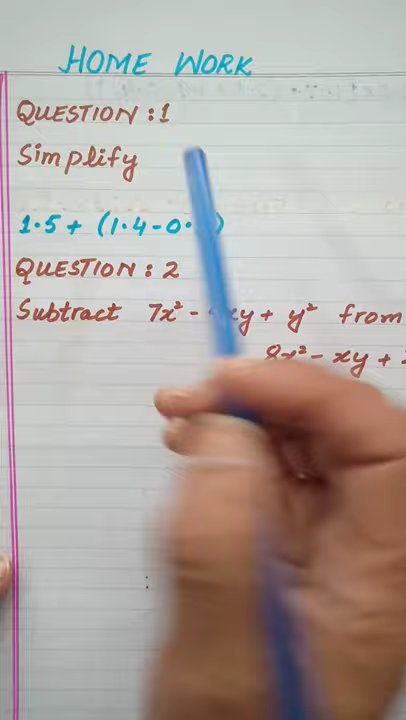 HOME WORK
QUESTION : 1
Simplify
1.5 + (1.4 - 0. )
QUESTION : 2
Subtract 7x² - xy + y² from
8x² - xy +